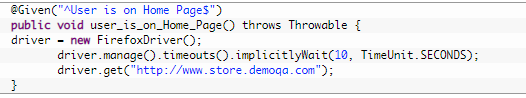 @Given("^User is on Home Page$")
public void user_is_on_Home_Page() throws Throwable {
driver = new FirefoxDriver();
driver.manage().timeouts().implicitlyWait(10, TimeUnit.SECONDS);
driver.get("http://www.store.demoqa.com");
}